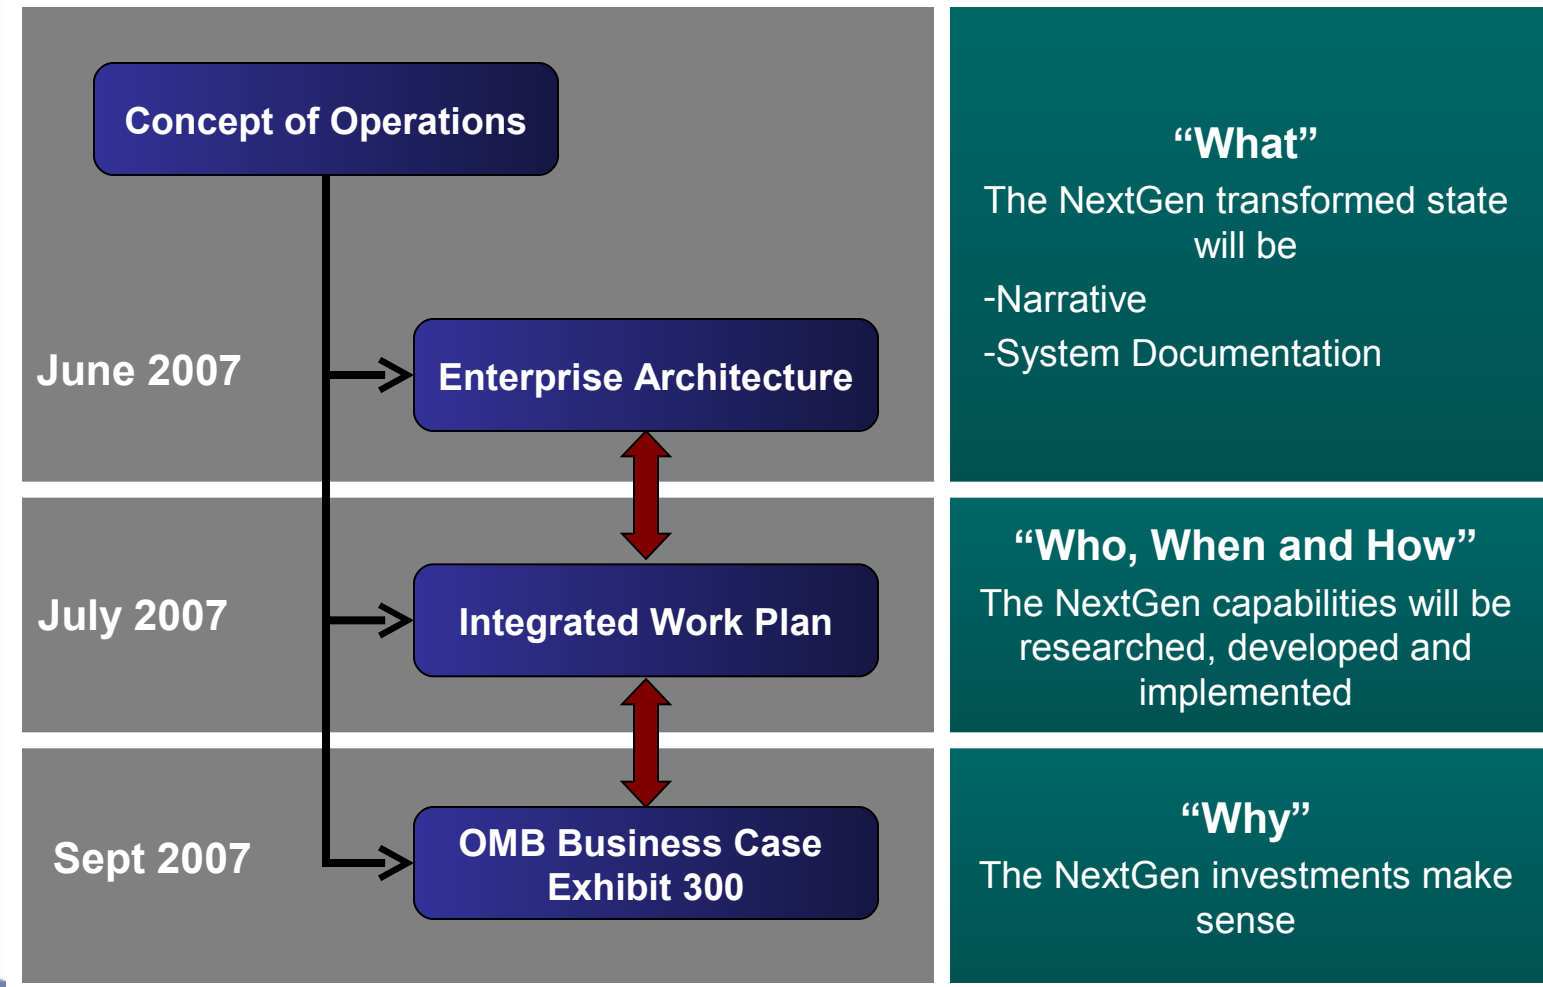 Concept of Operations
“What”
The NextGen transformed state
will be
-Narrative
-System Documentation
June 2007
Enterprise Architecture
“Who, When and How”
The NextGen capabilities will be
researched, developed and
implemented
July 2007
Integrated Work Plan
“Why”
The NextGen investments make
sense
Sept 2007
OMB Business Case
Exhibit 300